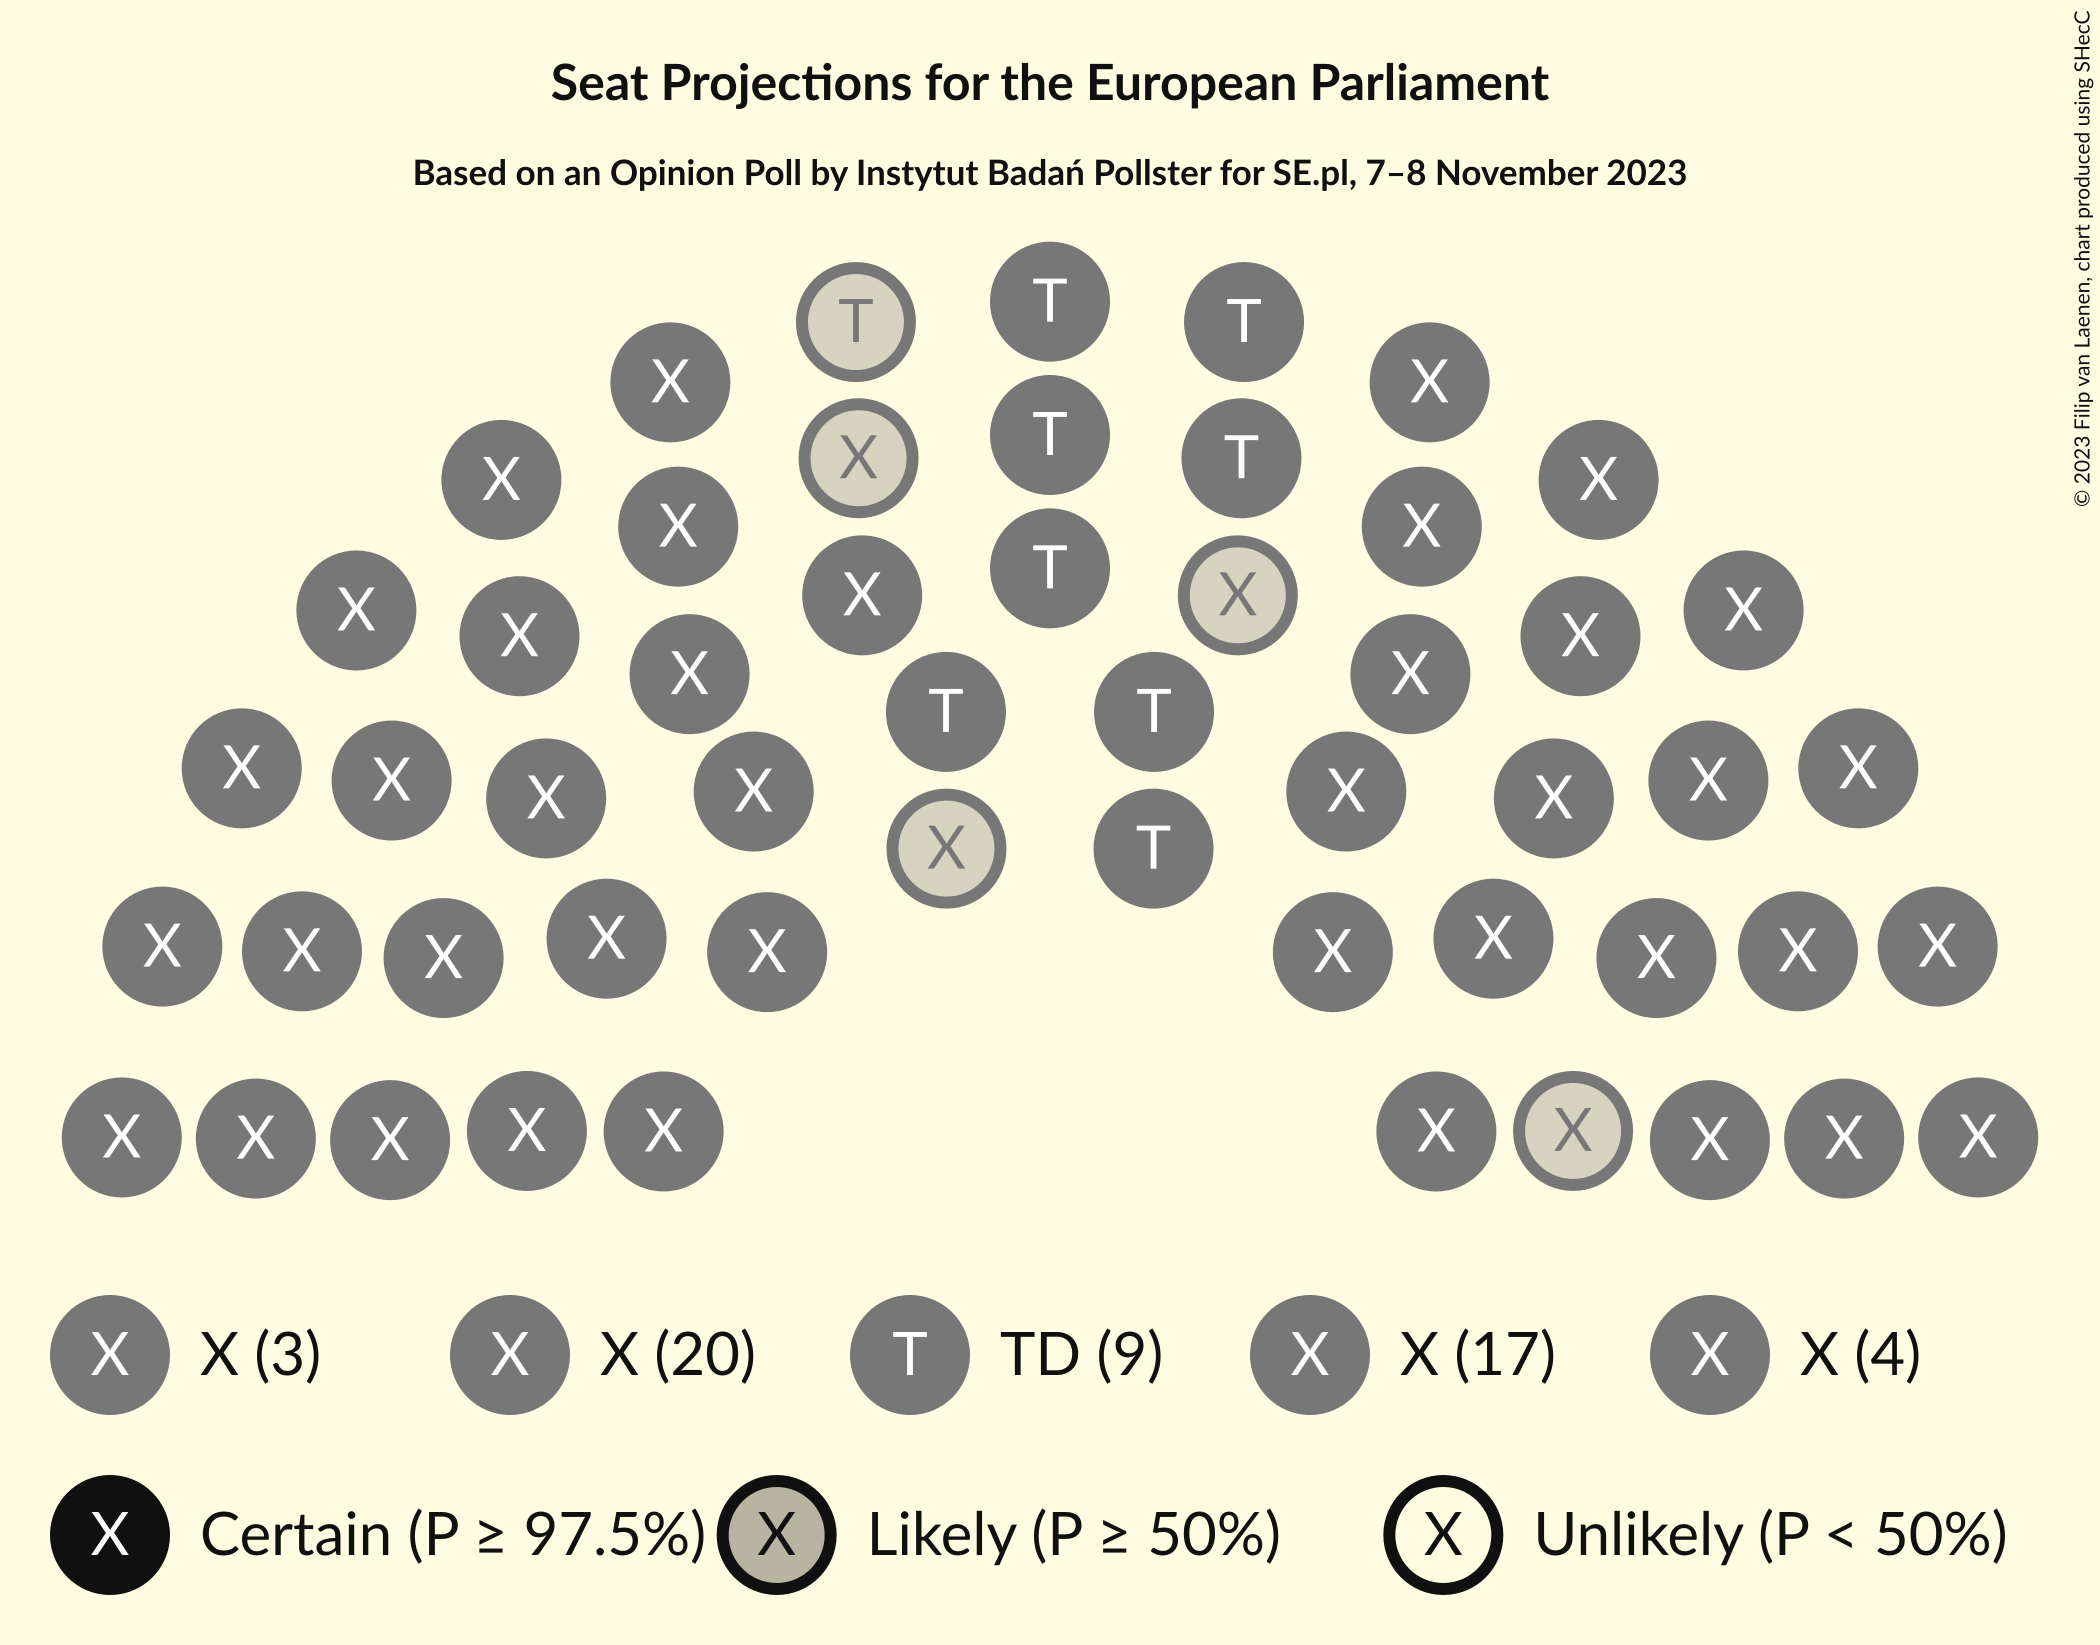 Seat Projections for the European Parliament
Based on an Opinion Poll by Instytut Badań Pollster for SE.pl, 7–8 November 2023
© 2023 Filip van Laenen, chart produced using SHecC
T T T
X X
X X T T X
X X
X X X T X X X
X T T X
X X X X X X X X
X T
X X X X X X X X X X
X X X X X X X X X X
X X (3) X X (20) T TD (9) X X (17) X X (4)
X Certain (P ≥ 97.5%) X Likely (P ≥ 50%) X Unlikely (P < 50%)